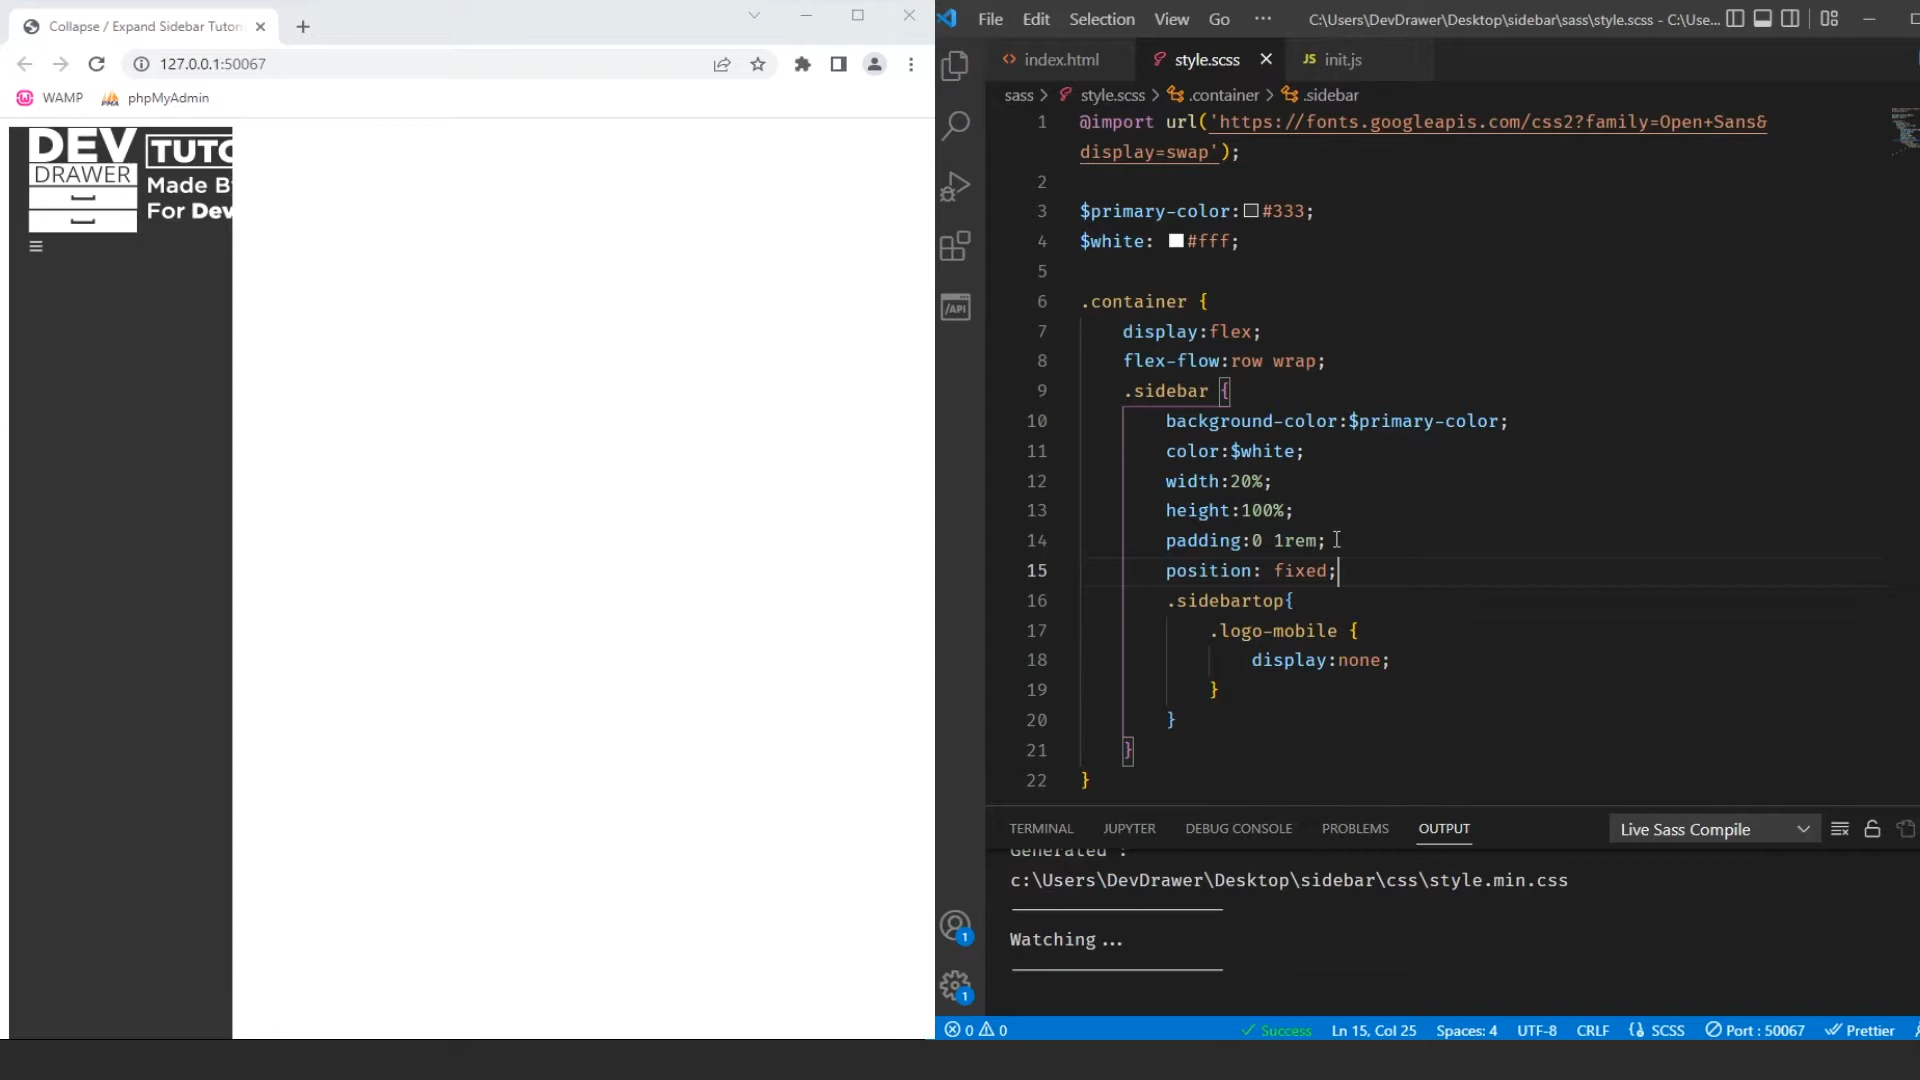 Collapse / Expand Sidebar Tutor
127.0.0.1:50067
WAMP
phpMyAdmin
DEV
DRAWER
TUTO
Made By
For Dev
File Edit Selection View Go ··· C:\Users\DevDrawer\Desktop\sidebar\sass\style.scss - C:\Use...
index.html
style.scss
JS init.js
sass > style.scss > .container > .sidebar
/API
1 @import url('https://fonts.googleapis.com/css2?family=Open+Sans&
display=swap');
2
3 $primary-color:#333;
4 $white: #fff;
5
6 .container {
7 display:flex;
8 flex-flow:row wrap;
9 .sidebar {
10 background-color:$primary-color;
11 color:$white;
12 width:20%;
13 height:100%;
14 padding:0 1rem;
15 position: fixed;
16 .sidebartop{
17 .logo-mobile {
18 display:none;
19 }
20 }
21 }
22 }
TERMINAL JUPYTER DEBUG CONSOLE PROBLEMS OUTPUT Live Sass Compile
Generated :
c:\Users\DevDrawer\Desktop\sidebar\css\style.min.css
Watching...
1
1
0 0 Success Ln 15, Col 25 Spaces: 4 UTF-8 CRLF SCSS Port : 50067 Prettier